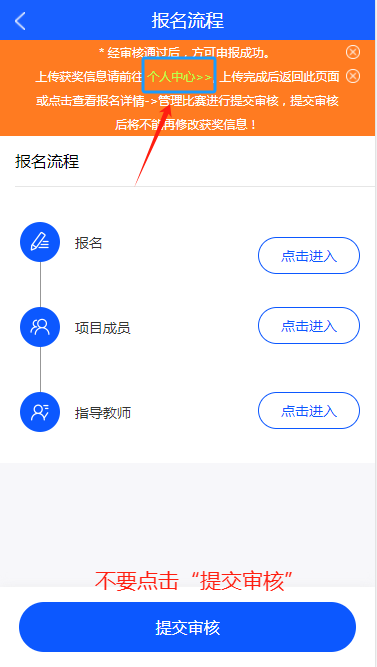 报名流程
* 经审核通过后，方可申报成功。
上传获奖信息请前往 个人中心>> 上传完成后返回此页面
或点击查看报名详情->管理比赛进行提交审核，提交审核
后将不能再修改获奖信息！
报名流程
报名
点击进入
项目成员
点击进入
指导教师
点击进入
不要点击“提交审核”
提交审核